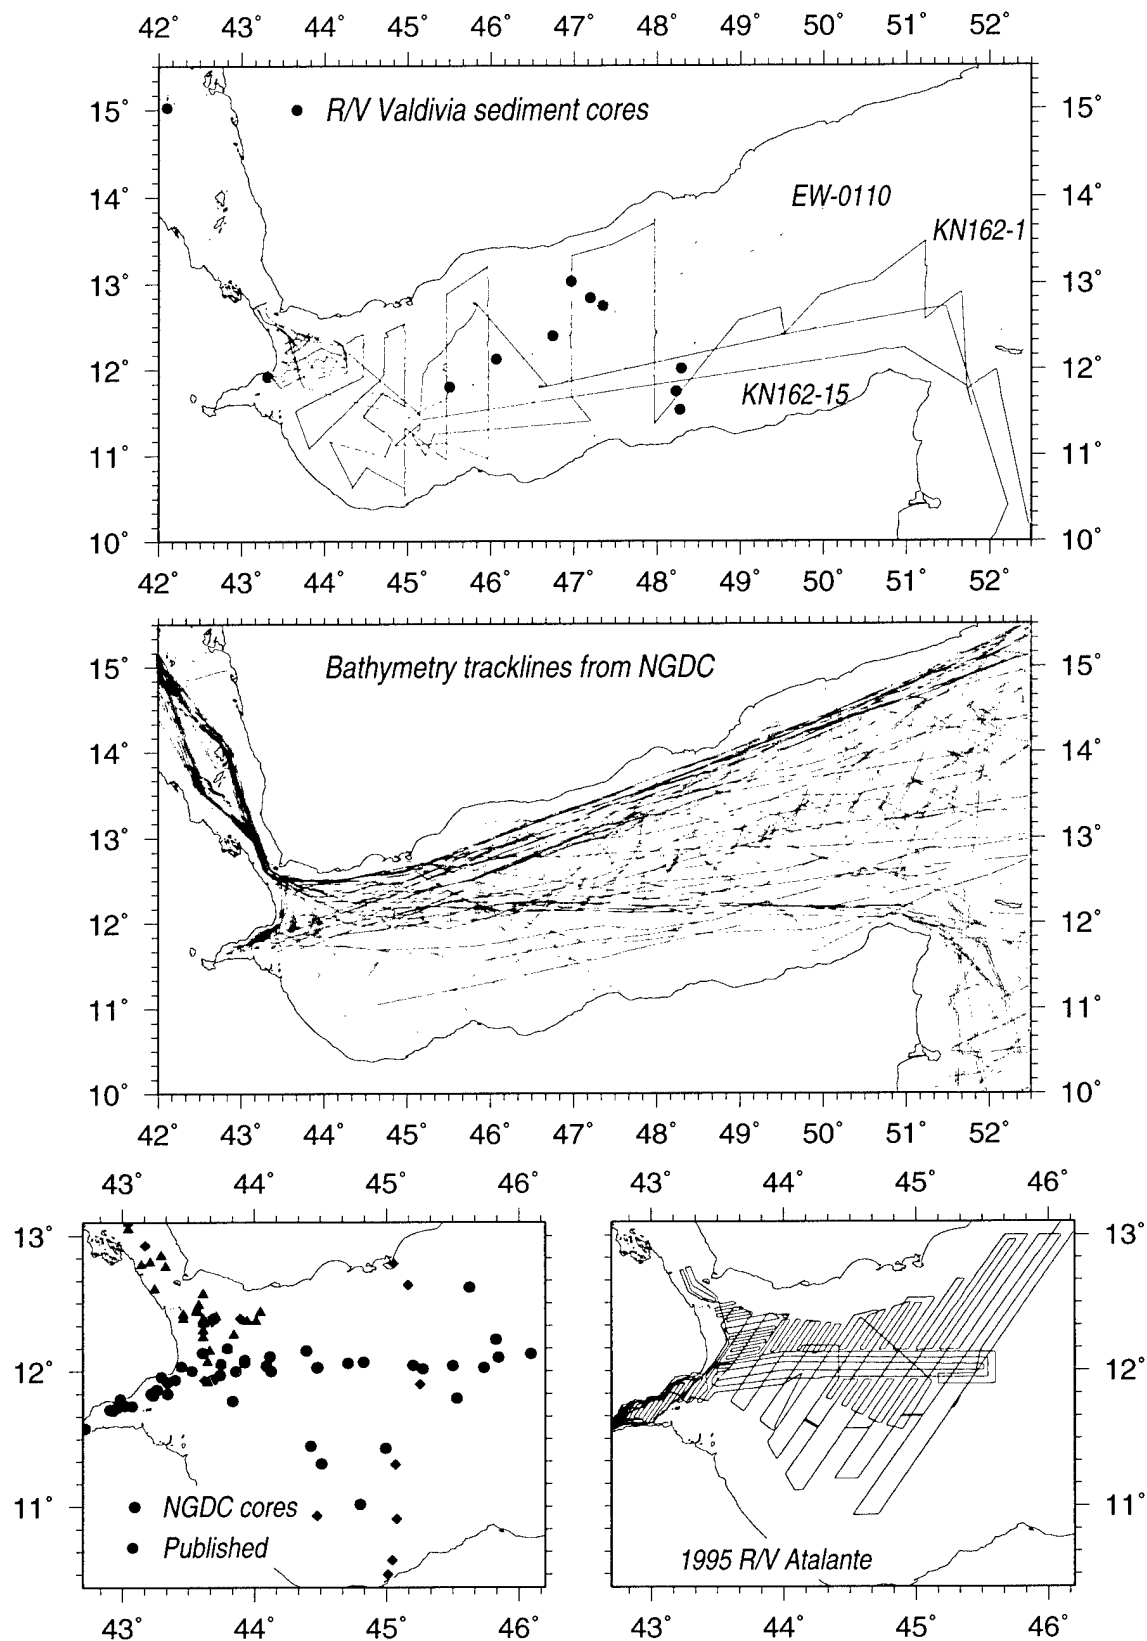 42° 43° 44° 45° 46° 47° 48° 49° 50° 51° 52°
15° R/V Valdivia sediment cores 15°
14° EW-0110 14°
KN162-1
13° 13°
12° 12°
KN162-15
11° 11°
10° 10°
42° 43° 44° 45° 46° 47° 48° 49° 50° 51° 52°
15° Bathymetry tracklines from NGDC 15°
14° 14°
13° 13°
12° 12°
11° 11°
10° 10°
42° 43° 44° 45° 46° 47° 48° 49° 50° 51° 52°
43° 44° 45° 46°
13°
12°
11° NGDC cores
Published
43° 44° 45° 46°
43° 44° 45° 46°
13°
12°
11°
1995 R/V Atalante
43° 44° 45° 46°